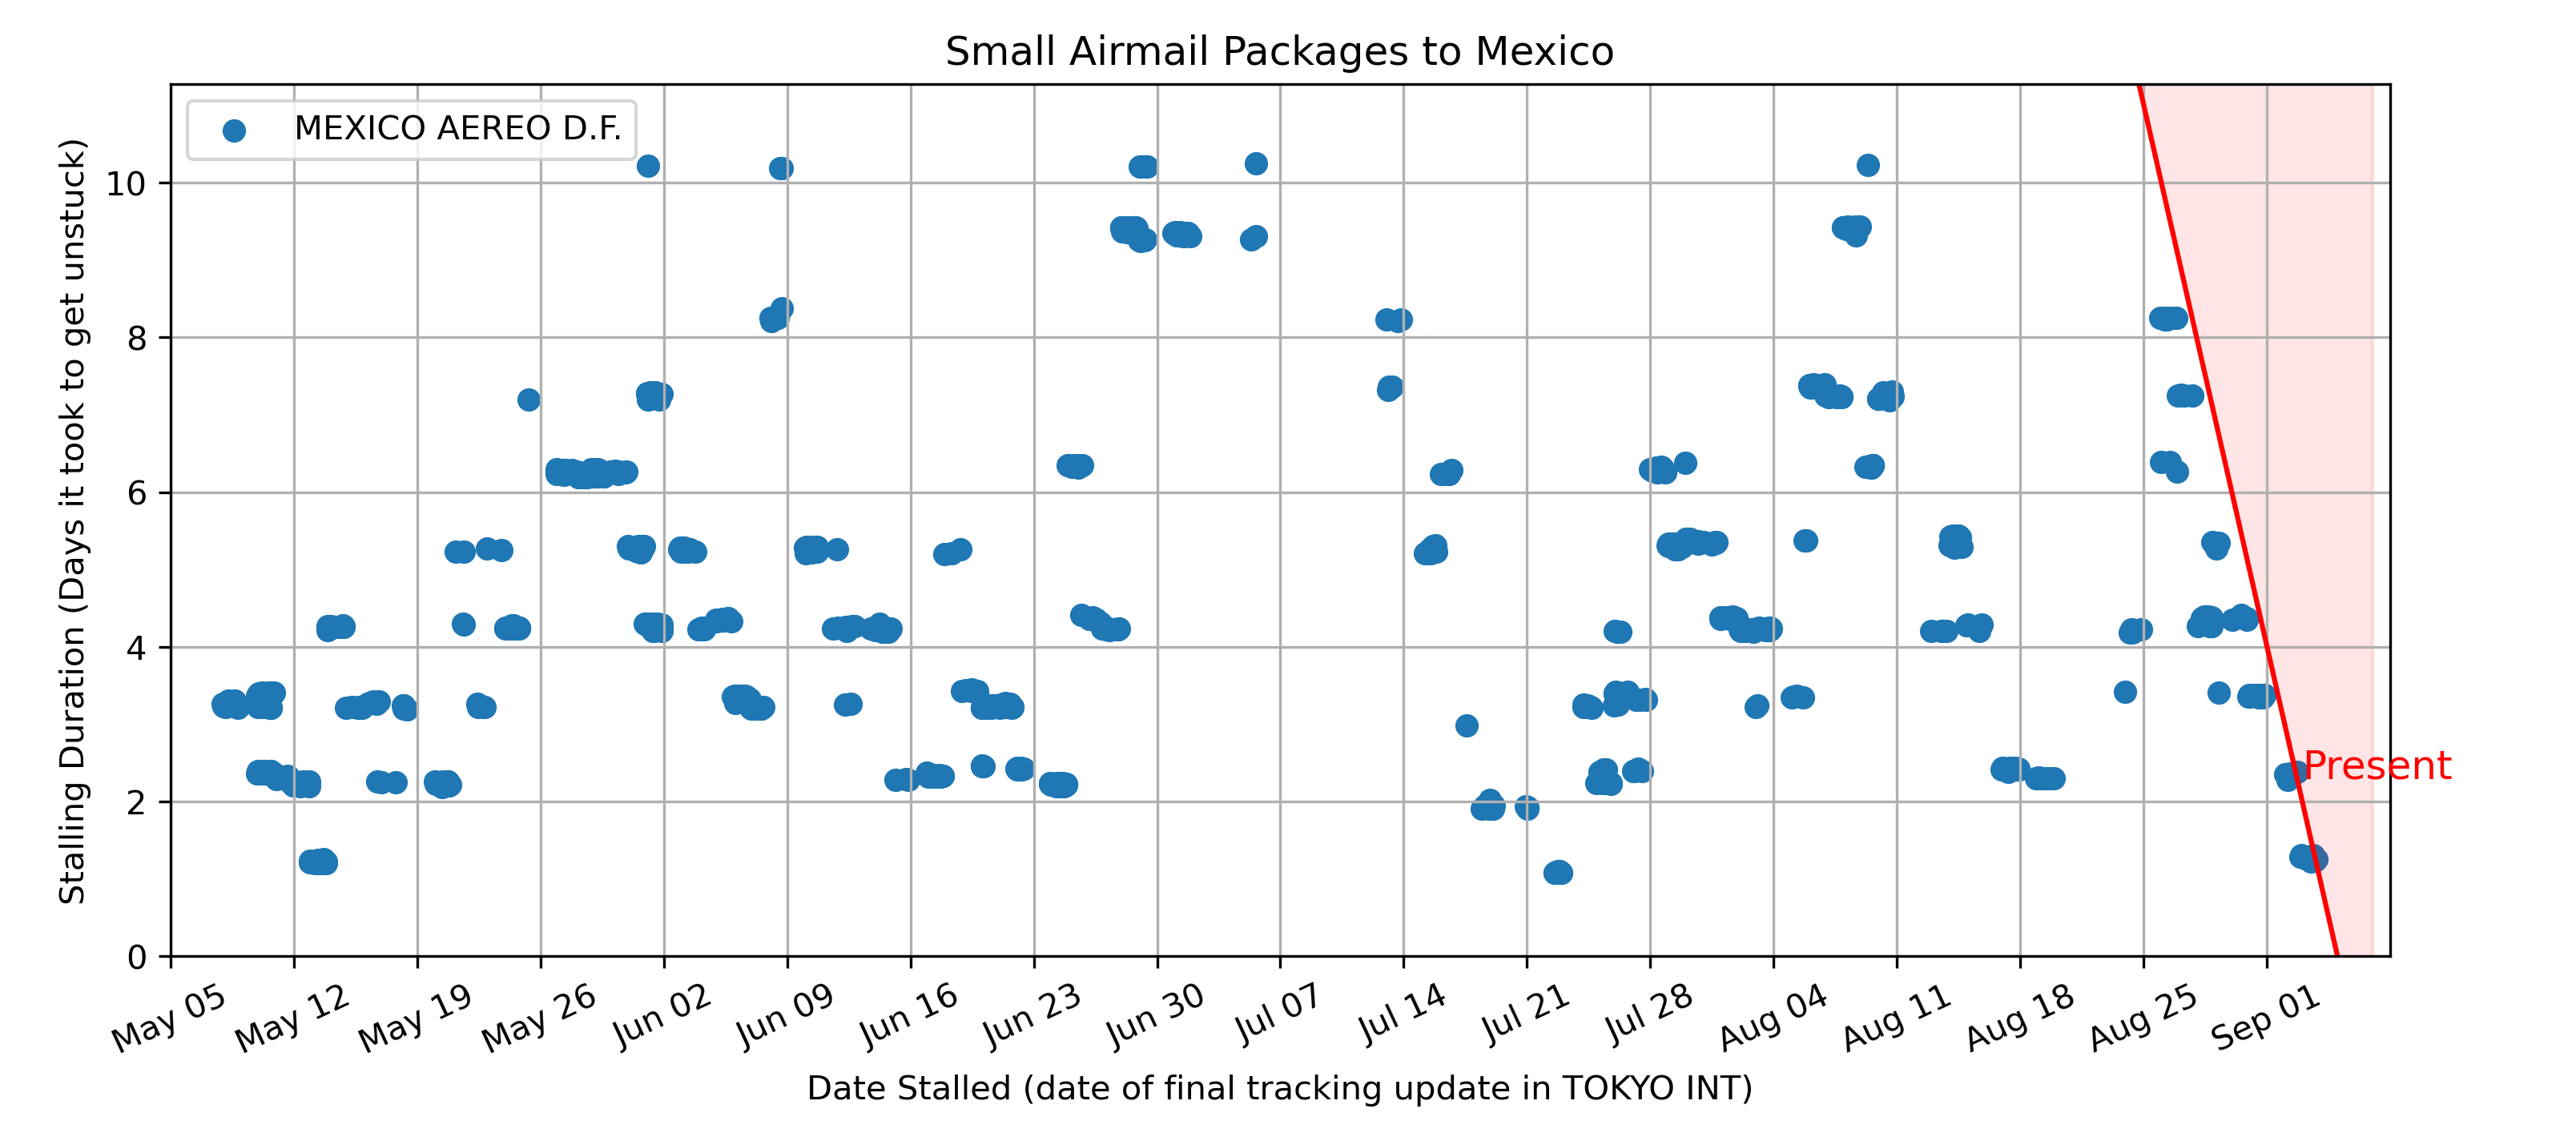 Small Airmail Packages to Mexico
MEXICO AEREO D.F.
Stalling Duration (Days it took to get unstuck)
10
8
6
4
2
0
Present
May 05
May 12
May 19
May 26
Jun 02
Jun 09
Jun 16
Jun 23
Jun 30
Jul 07
Jul 14
Jul 21
Jul 28
Aug 04
Aug 11
Aug 18
Aug 25
Sep 01
Date Stalled (date of final tracking update in TOKYO INT)